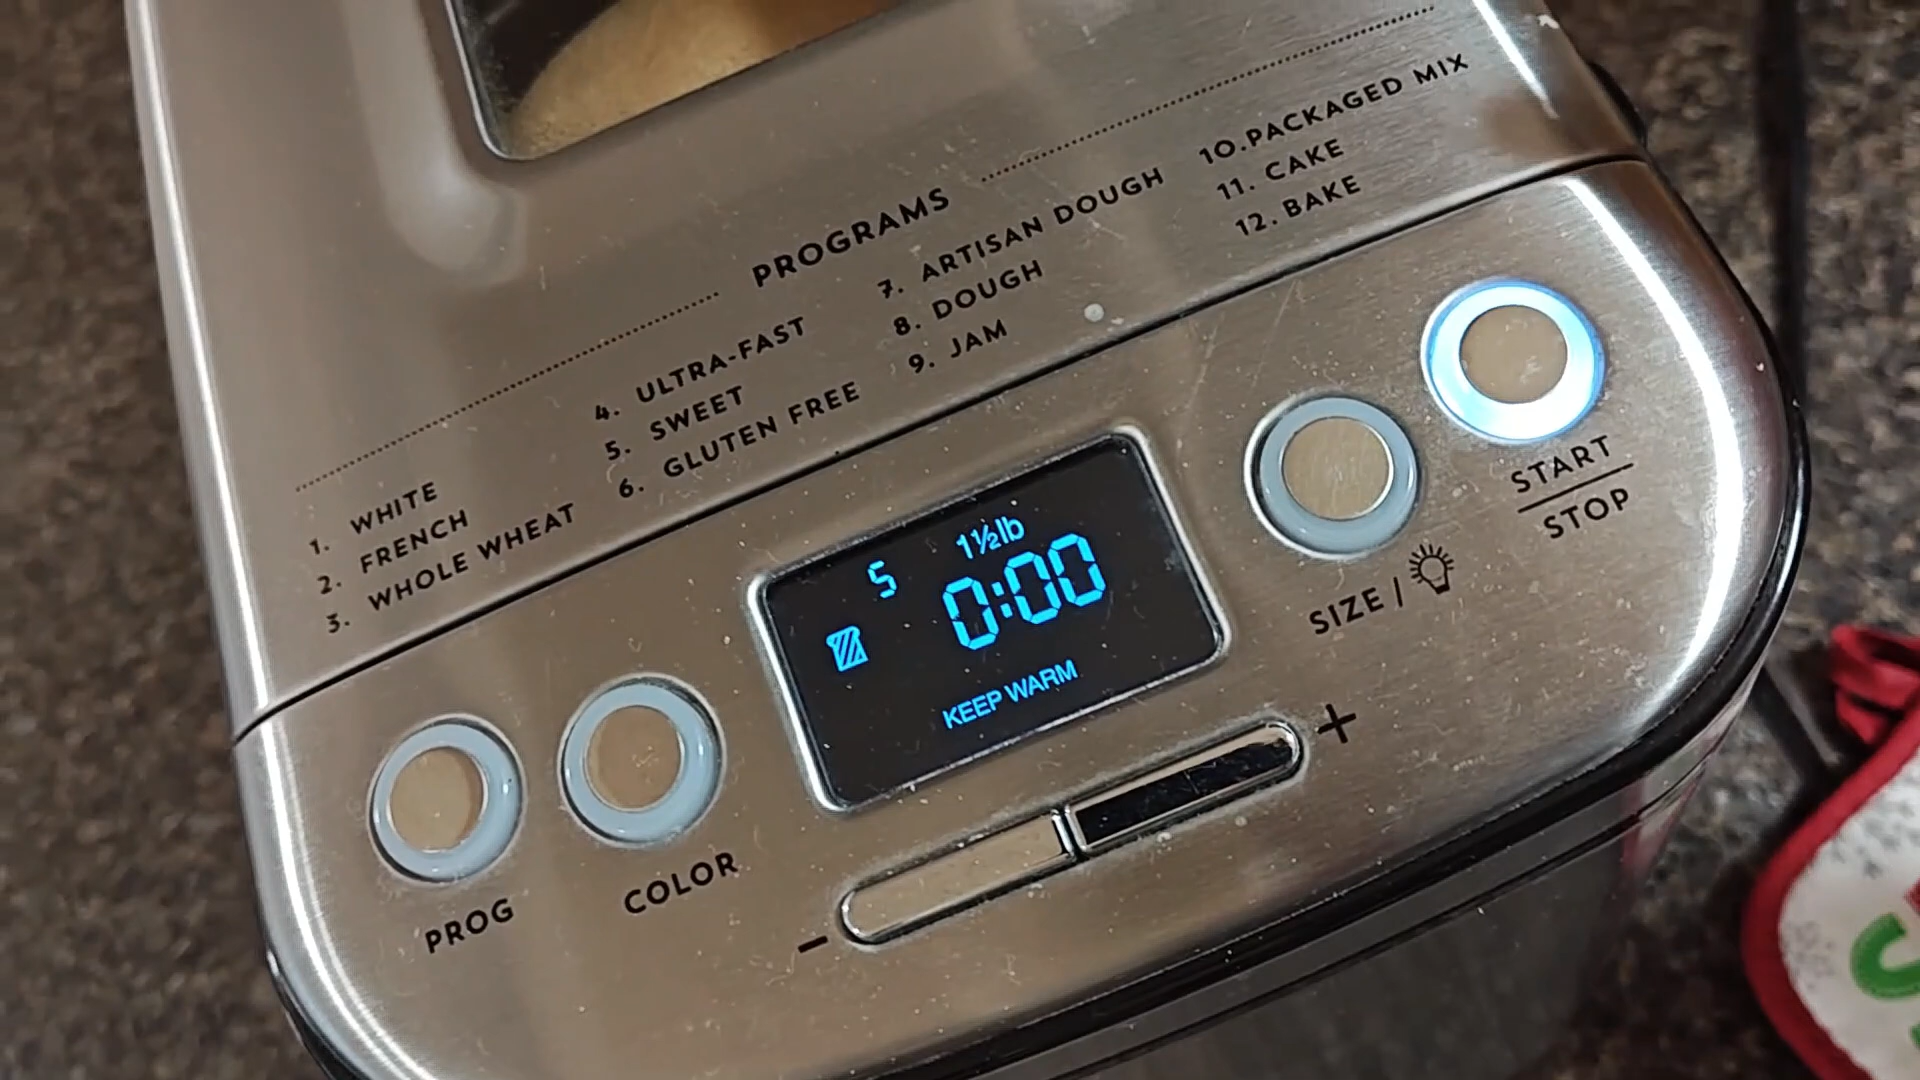 PROGRAMS
1. WHITE
2. FRENCH
3. WHOLE WHEAT
4. ULTRA-FAST
5. SWEET
6. GLUTEN FREE
7. ARTISAN DOUGH
8. DOUGH
9. JAM
10. PACKAGED MIX
11. CAKE
12. BAKE
5
1½lb
0:00
KEEP WARM
PROG
COLOR
- +
SIZE /
START
STOP